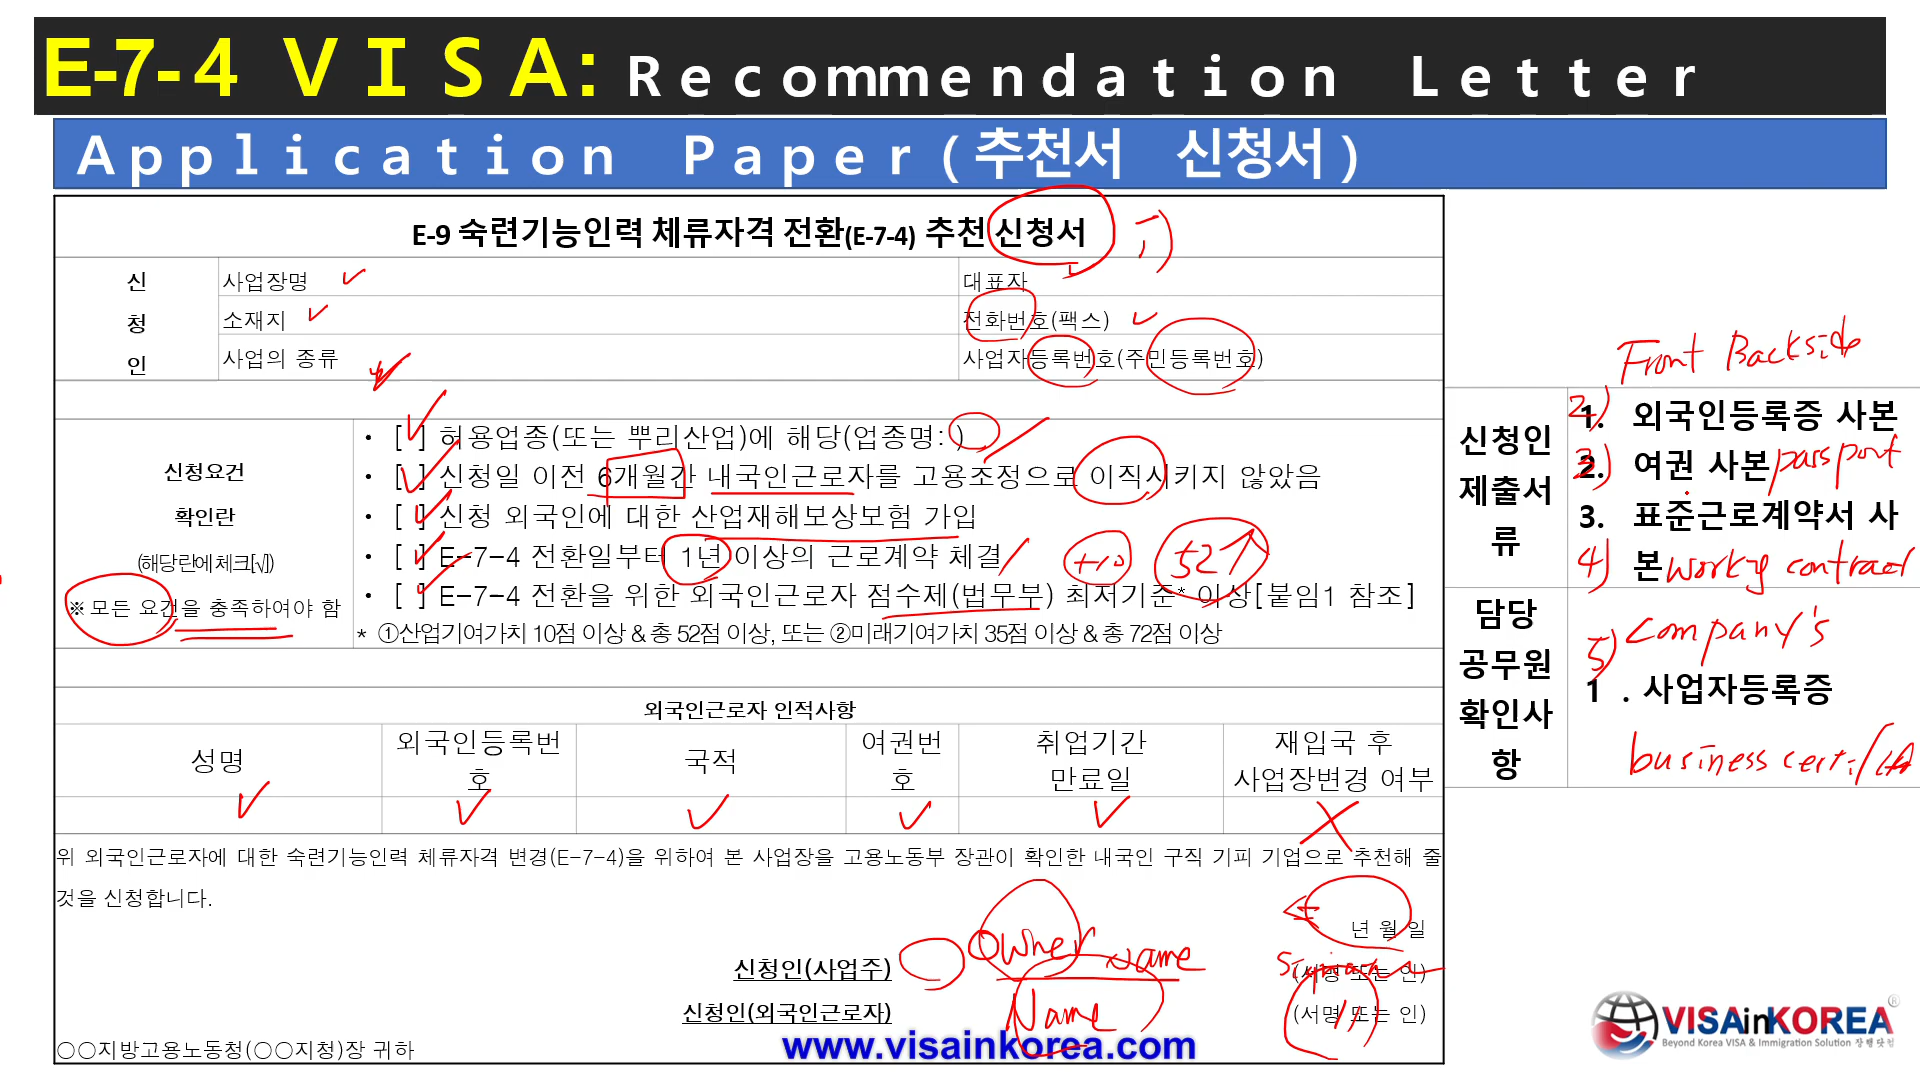 E-7-4 VISA: Recommendation Letter
Application Paper(추천서 신청서)
E-9 숙련기능인력 체류자격 전환(E-7-4) 추천 신청서
1)
신청인
사업장명
대표자
소재지
전화번호(팩스)
사업의 종류
사업자등록번호(주민등록번호)
신청요건
확인란
(해당란에 체크[√])
※ 모든 요건을 충족하여야 함
• [ ] 허용업종(또는 뿌리산업)에 해당(업종명: )
• [ ] 신청일 이전 6개월간 내국인근로자를 고용조정으로 이직시키지 않았음
• [ ] 신청 외국인에 대한 산업재해보상보험 가입
• [ ] E-7-4 전환일부터 1년 이상의 근로계약 체결
+10 52↑
• [ ] E-7-4 전환을 위한 외국인근로자 점수제(법무부) 최저기준* 이상[붙임1 참조]
* ①산업기여가치 10점 이상 & 총 52점 이상, 또는 ②미래기여가치 35점 이상 & 총 72점 이상
외국인근로자 인적사항
성명
외국인등록번호
국적
여권번호
취업기간
만료일
재입국 후
사업장변경 여부
위 외국인근로자에 대한 숙련기능인력 체류자격 변경(E-7-4)을 위하여 본 사업장을 고용노동부 장관이 확인한 내국인 구직 기피 기업으로 추천해 줄
것을 신청합니다.
년 월 일
신청인(사업주) Owner Name (서명 또는 인)
신청인(외국인근로자) Name (서명 또는 인)
○○지방고용노동청(○○지청)장 귀하
www.visainkorea.com
Front Backside
신청인
제출서
류
2) 1. 외국인등록증 사본
3) 2. 여권 사본 passport
3. 표준근로계약서 사
4) 본 working contract
담당
공무원
확인사
항
5) Company's
1 . 사업자등록증
business
VISAinKOREA®
Beyond Korea VISA & Immigration Solution 장행닷컴